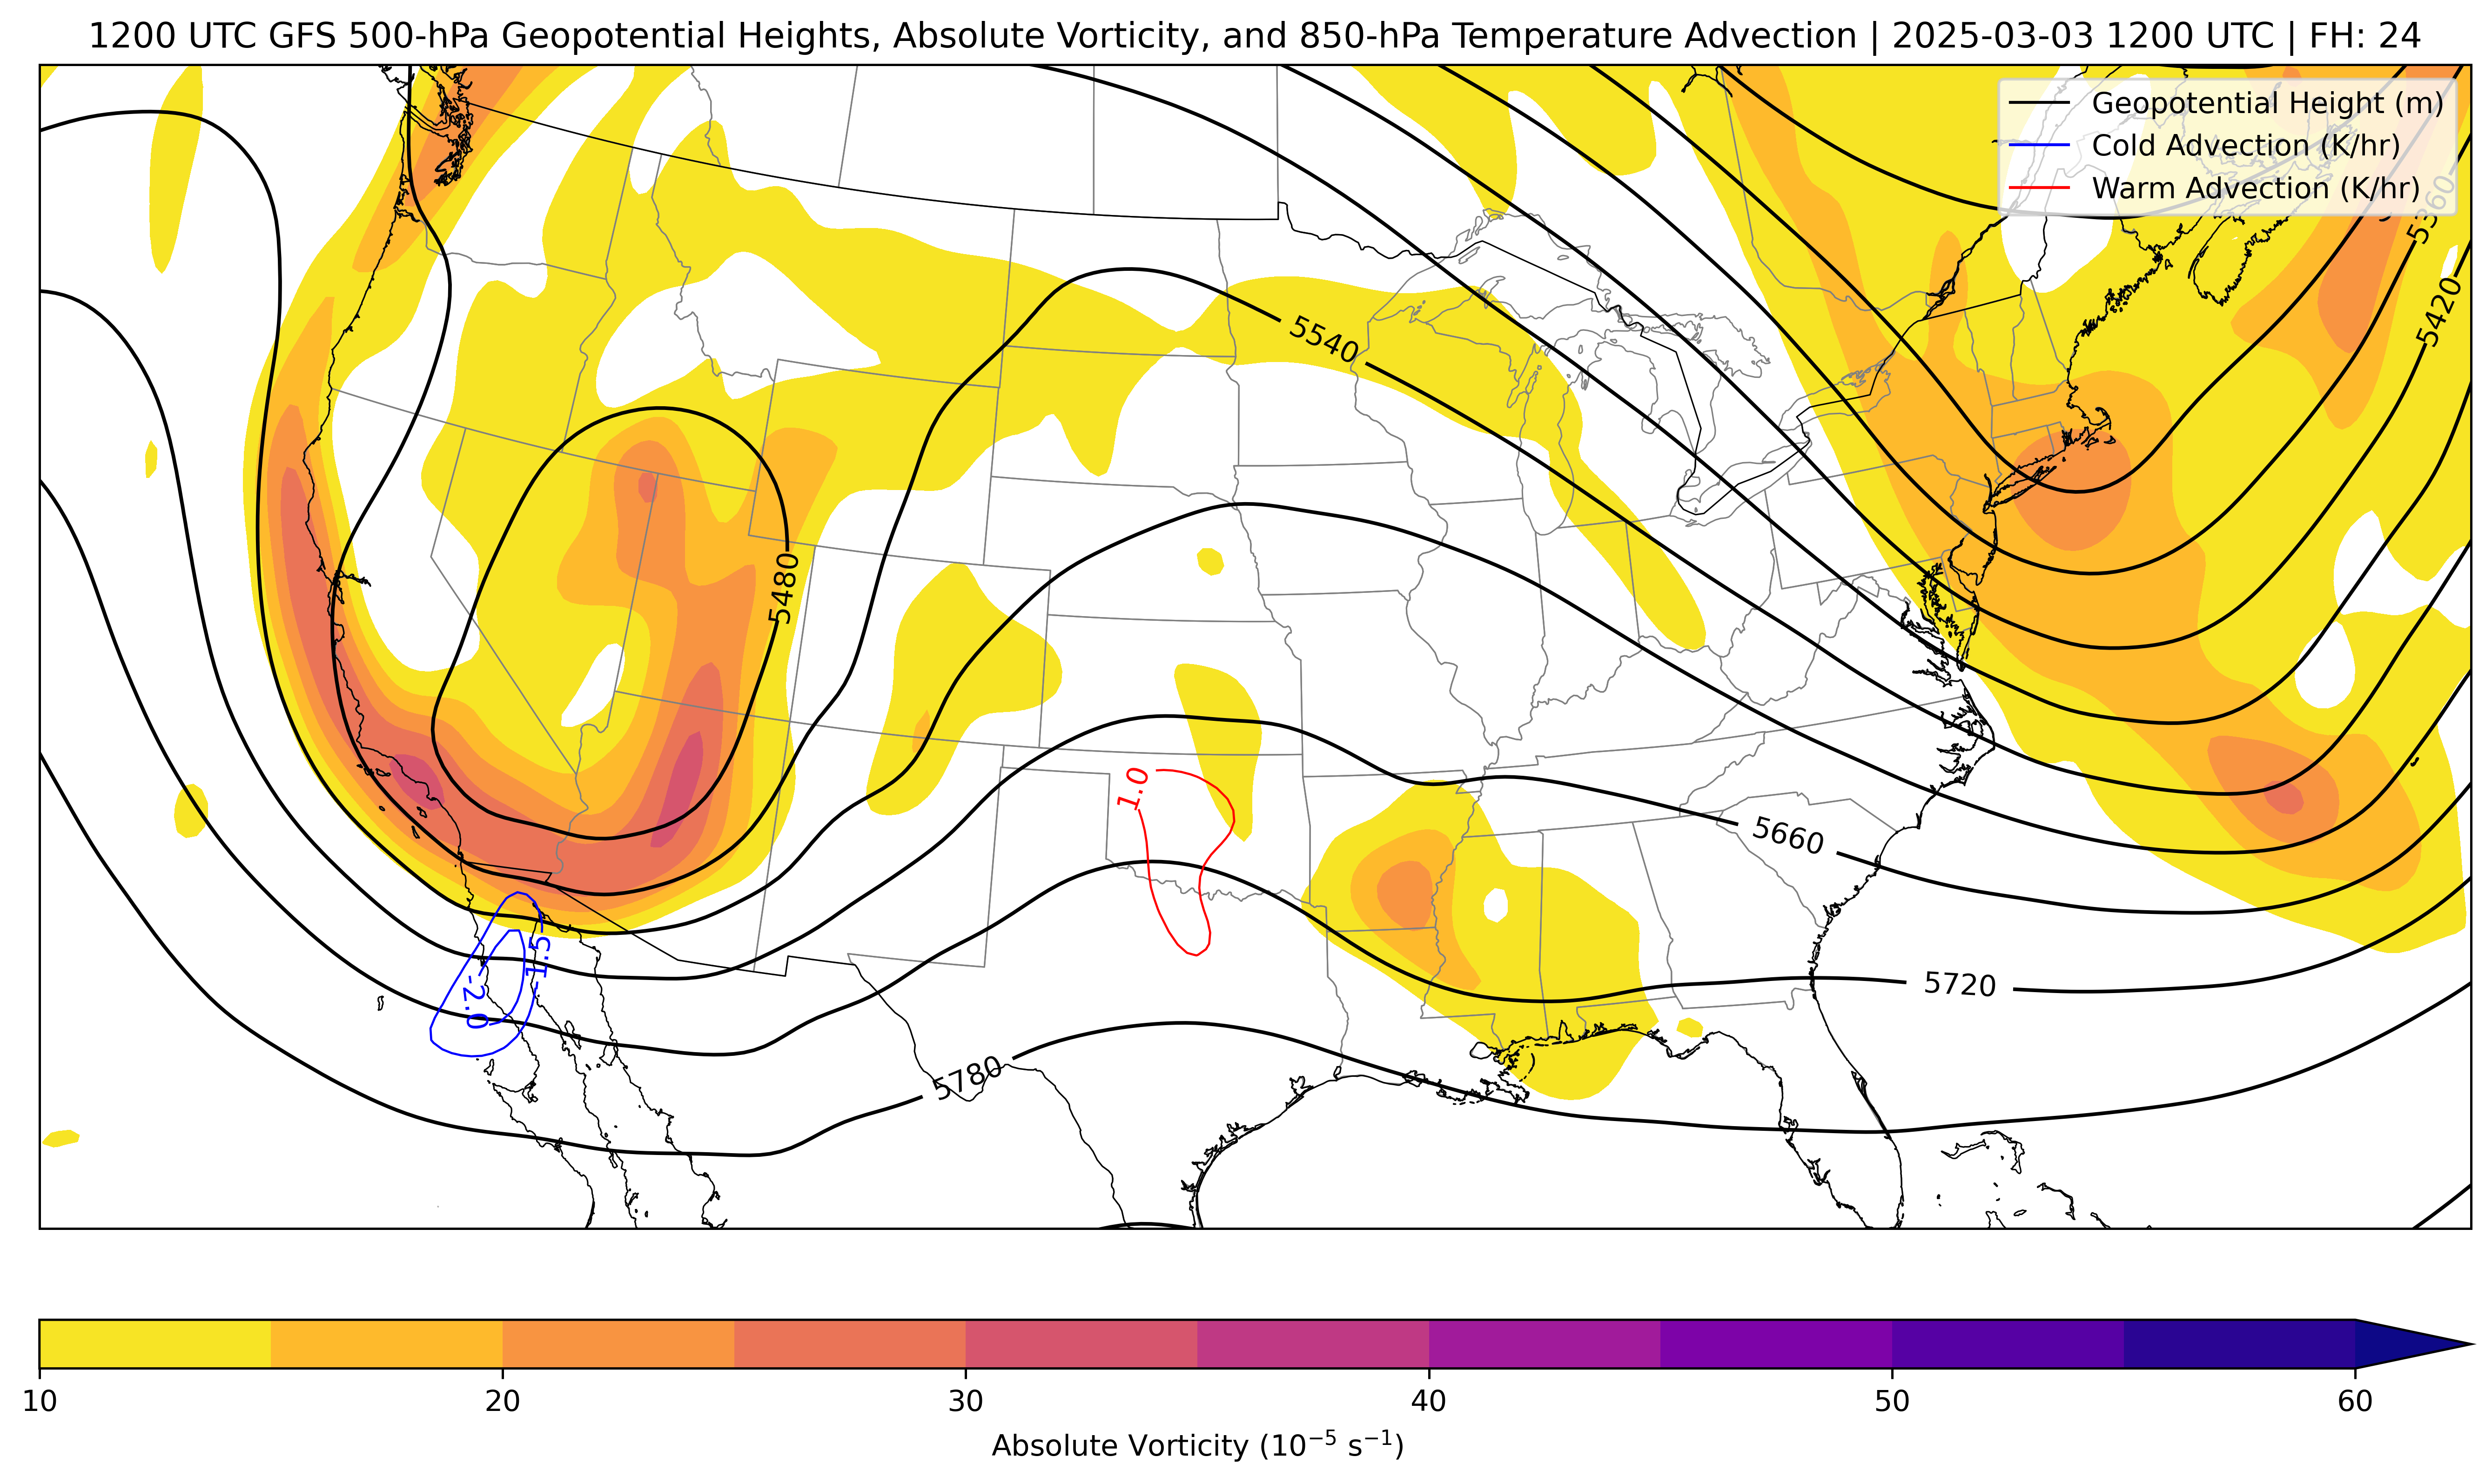 1200 UTC GFS 500-hPa Geopotential Heights, Absolute Vorticity, and 850-hPa Temperature Advection | 2025-03-03 1200 UTC | FH: 24
Geopotential Height (m)
Cold Advection (K/hr)
Warm Advection (K/hr)
5360
5420
5540
5480
1.0
5660
-1.5
-2.0
5720
5780
10 20 30 40 50 60
Absolute Vorticity (10⁻⁵ s⁻¹)